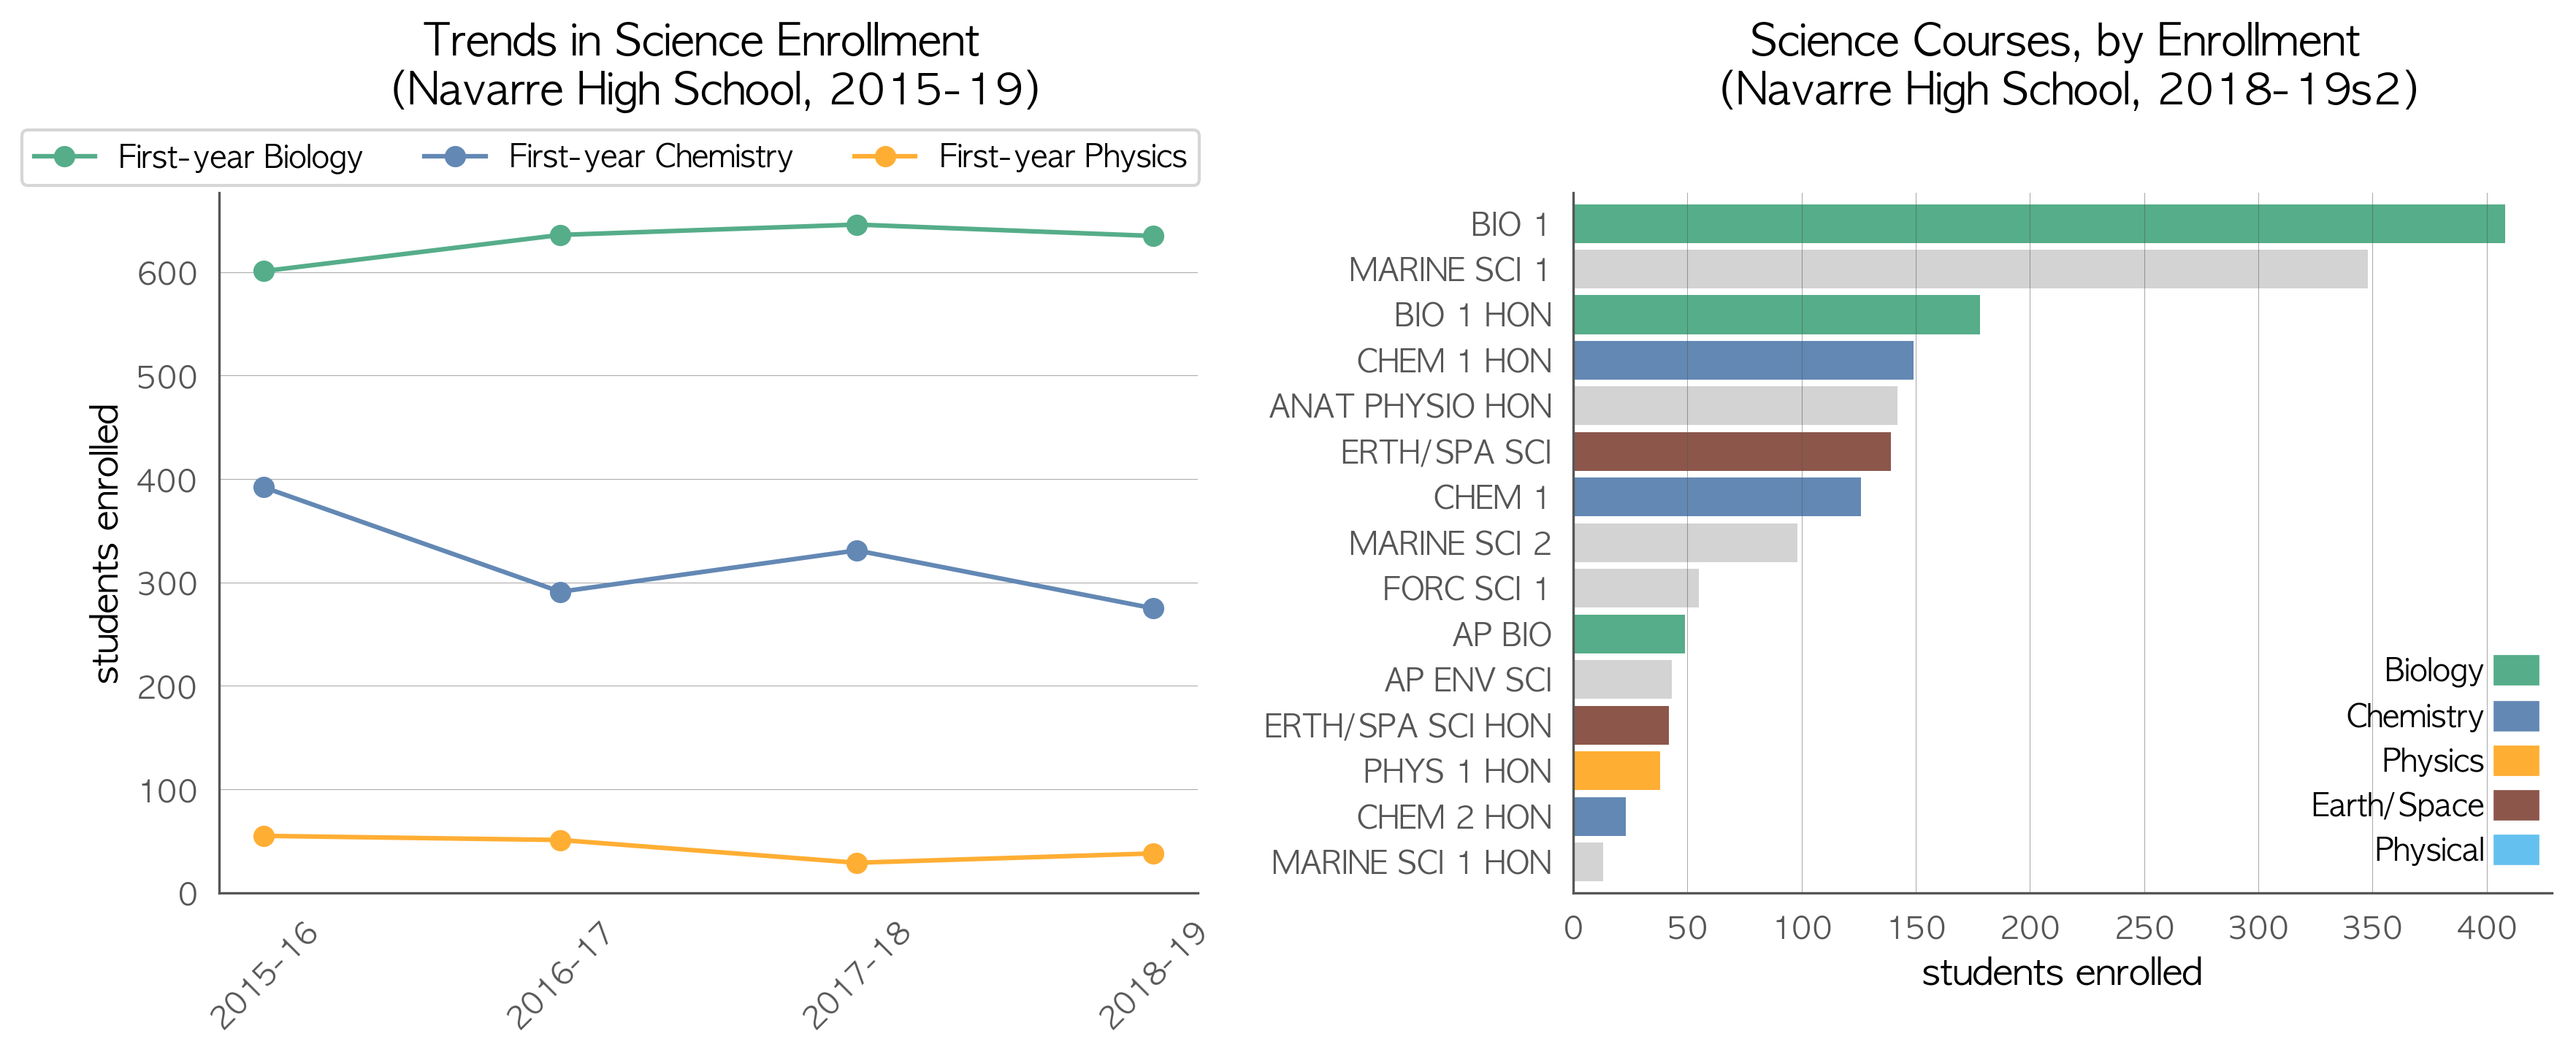 Trends in Science Enrollment
(Navarre High School, 2015-19)
First-year Biology
First-year Chemistry
First-year Physics
students enrolled
600
500
400
300
200
100
0
2015-16
2016-17
2017-18
2018-19
Science Courses, by Enrollment
(Navarre High School, 2018-19s2)
BIO 1
MARINE SCI 1
BIO 1 HON
CHEM 1 HON
ANAT PHYSIO HON
ERTH/SPA SCI
CHEM 1
MARINE SCI 2
FORC SCI 1
AP BIO
AP ENV SCI
ERTH/SPA SCI HON
PHYS 1 HON
CHEM 2 HON
MARINE SCI 1 HON
Biology
Chemistry
Physics
Earth/Space
Physical
0 50 100 150 200 250 300 350 400
students enrolled